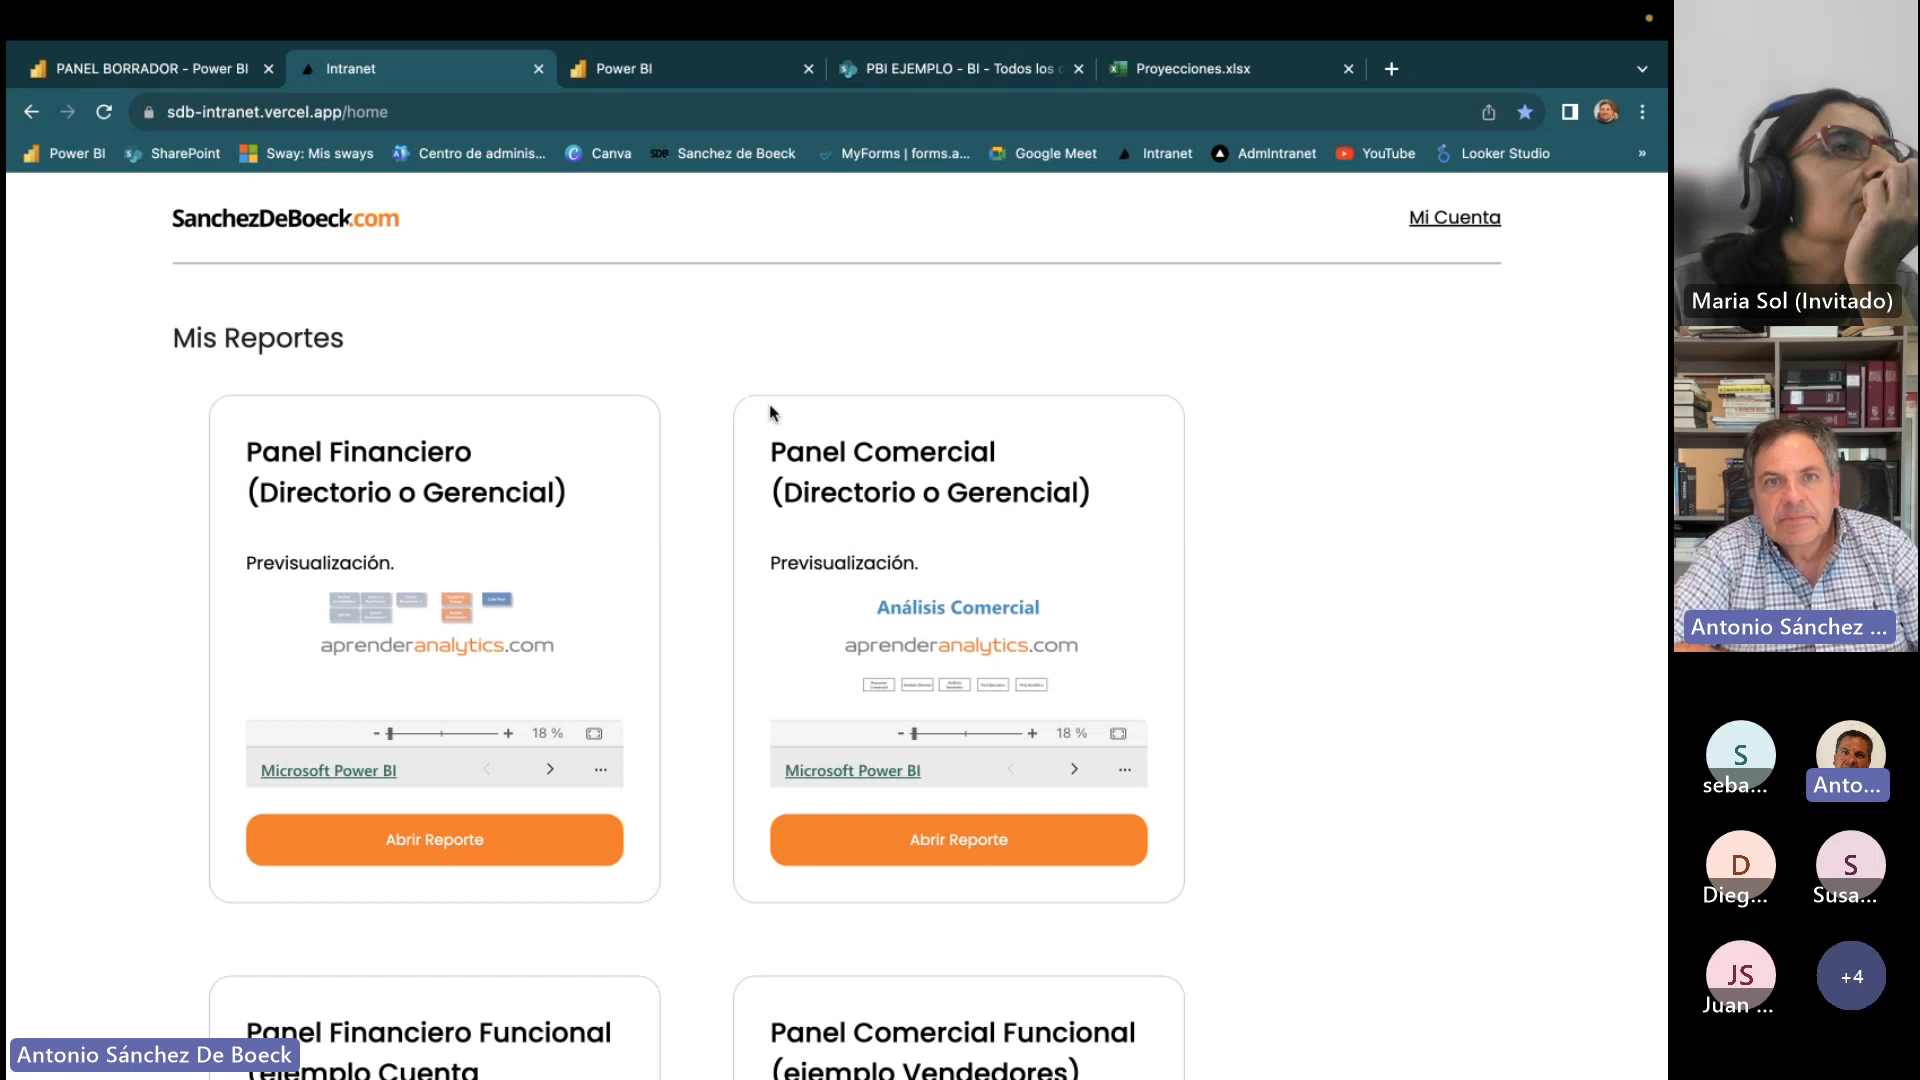 PANEL BORRADOR - Power BI
Intranet
Power BI
PBI EJEMPLO - BI - Todos los
Proyecciones.xlsx
sdb-intranet.vercel.app/home
Power BI
SharePoint
Sway: Mis sways
Centro de adminis...
Canva
SDB Sanchez de Boeck
MyForms | forms.a...
Google Meet
Intranet
AdmIntranet
YouTube
Looker Studio
»
SanchezDeBoeck.com
Mi Cuenta
Mis Reportes
Panel Financiero
(Directorio o Gerencial)
Previsualización.
aprenderanalytics.com
- + 18 %
Microsoft Power BI
Abrir Reporte
Panel Comercial
(Directorio o Gerencial)
Previsualización.
Análisis Comercial
aprenderanalytics.com
- + 18 %
Microsoft Power BI
Abrir Reporte
Panel Financiero Funcional
(ejemplo Cuenta
Panel Comercial Funcional
(ejemplo Vendedores)
Antonio Sánchez De Boeck
Maria Sol (Invitado)
Antonio Sánchez ...
S
seba...
Anto...
D
Dieg...
S
Susa...
JS
Juan ...
+4